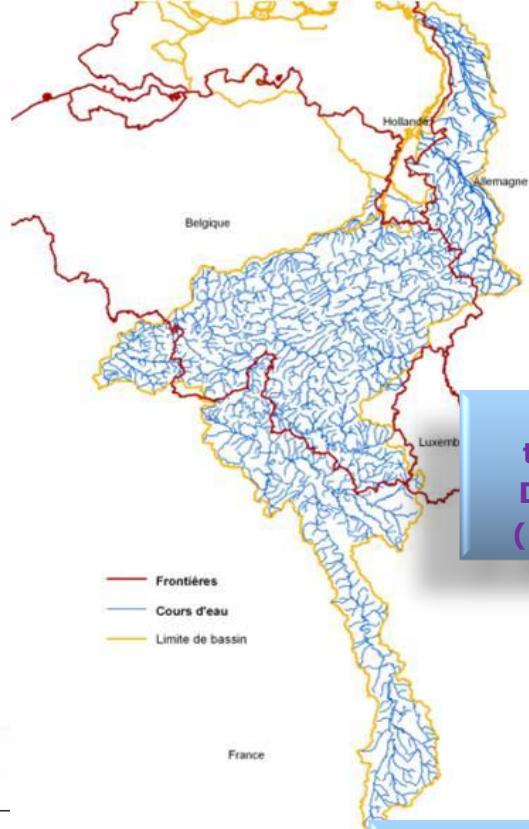 Hollande
Allemagne
Belgique
Luxemb
t
D
(
Frontières
Cours d'eau
Limite de bassin
France